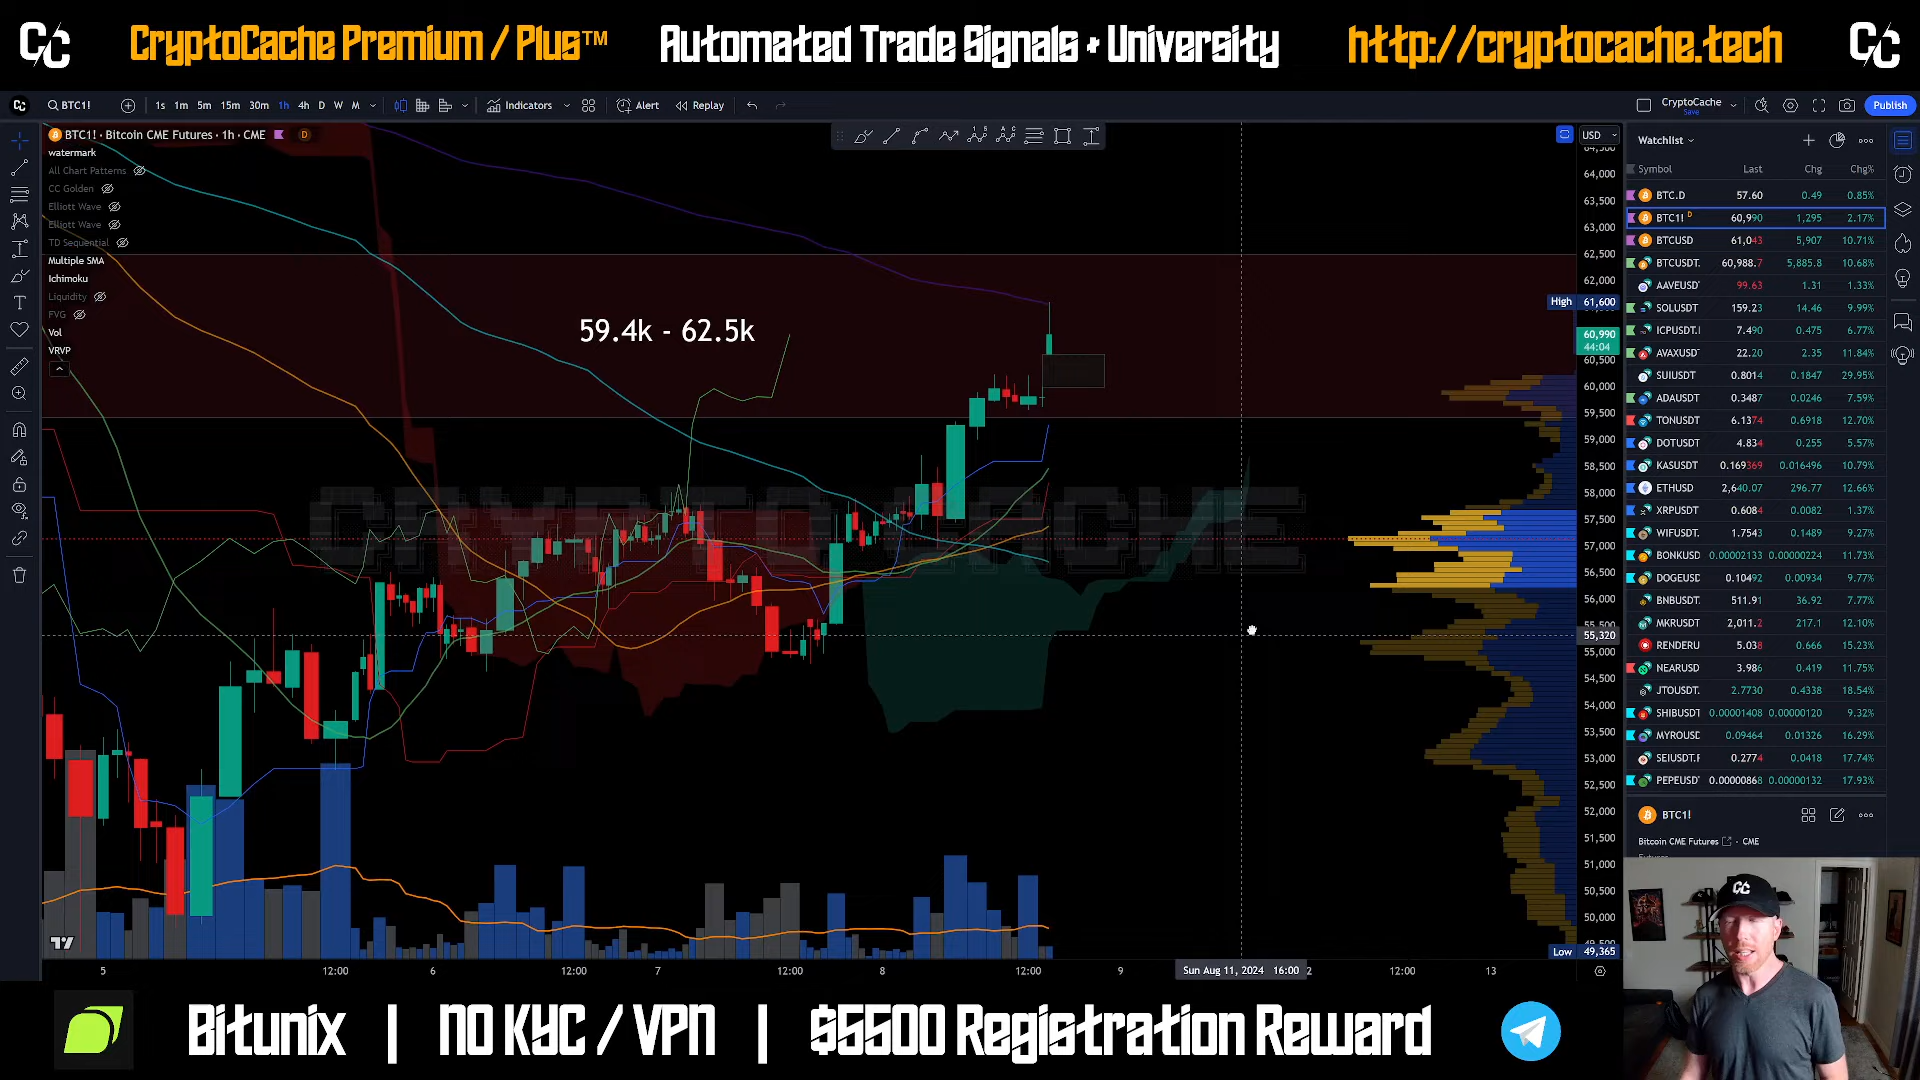 CryptoCache Premium / Plus™ Automated Trade Signals + University http://cryptocache.tech
BTC1! 1s 1m 5m 15m 30m 1h 4h D W M Indicators Alert Replay CryptoCache Save Publish
BTC1! · Bitcoin CME Futures · 1h · CME D
watermark
All Chart Patterns
CC Golden
Elliott Wave
Elliott Wave
TD Sequential
Multiple SMA
Ichimoku
Liquidity
FVG
Vol
VRVP
59.4k - 62.5k
CRYPTOCACHE
USD
64,500
64,000
63,500
63,000
62,500
62,000
High 61,600
60,990
44:04
60,500
60,000
59,500
59,000
58,500
58,000
57,500
57,000
56,500
56,000
55,500
55,320
55,000
54,500
54,000
53,500
53,000
52,500
52,000
51,500
51,000
50,500
50,000
49,500
Low 49,365
5 12:00 6 12:00 7 12:00 8 12:00 9 Sun Aug 11, 2024 16:00 2 12:00 13
Watchlist
Symbol Last Chg Chg%
BTC.D 57.60 0.49 0.85%
BTC1! D 60,990 1,295 2.17%
BTCUSD 61,043 5,907 10.71%
BTCUSDT. 60,988.7 5,885.8 10.68%
AAVEUSD 99.63 1.31 1.33%
SOLUSDT 159.23 14.46 9.99%
ICPUSDT.I 7.490 0.475 6.77%
AVAXUSD 22.20 2.35 11.84%
SUIUSDT 0.8014 0.1847 29.95%
ADAUSDT 0.3487 0.0246 7.59%
TONUSDT 6.1374 0.6918 12.70%
DOTUSDT 4.834 0.255 5.57%
KASUSDT 0.169369 0.016496 10.79%
ETHUSD 2,640.07 296.77 12.66%
XRPUSDT 0.6084 0.0082 1.37%
WIFUSDT 1.7543 0.1489 9.27%
BONKUSD 0.00002133 0.00000224 11.73%
DOGEUSD 0.10492 0.00934 9.77%
BNBUSDT. 511.91 36.92 7.77%
MKRUSDT 2,011.2 217.1 12.10%
RENDERU 5.038 0.666 15.23%
NEARUSD 3.986 0.419 11.75%
JTOUSDT. 2.7730 0.4338 18.54%
SHIBUSDT 0.00001408 0.00000120 9.32%
MYROUSD 0.09464 0.01326 16.29%
SEIUSDT.F 0.2774 0.0418 17.74%
PEPEUSD 0.00000868 0.00000132 17.93%
BTC1!
Bitcoin CME Futures · CME
Bitunix | NO KYC / VPN | $5500 Registration Reward